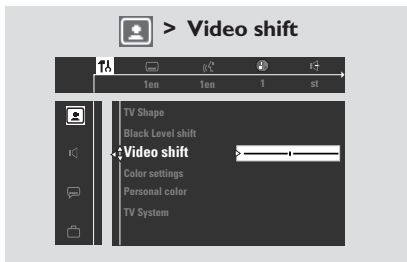 > Video shift
1en 1en 1 st
TV Shape
Black Level shift
Video shift
Color settings
Personal color
TV System